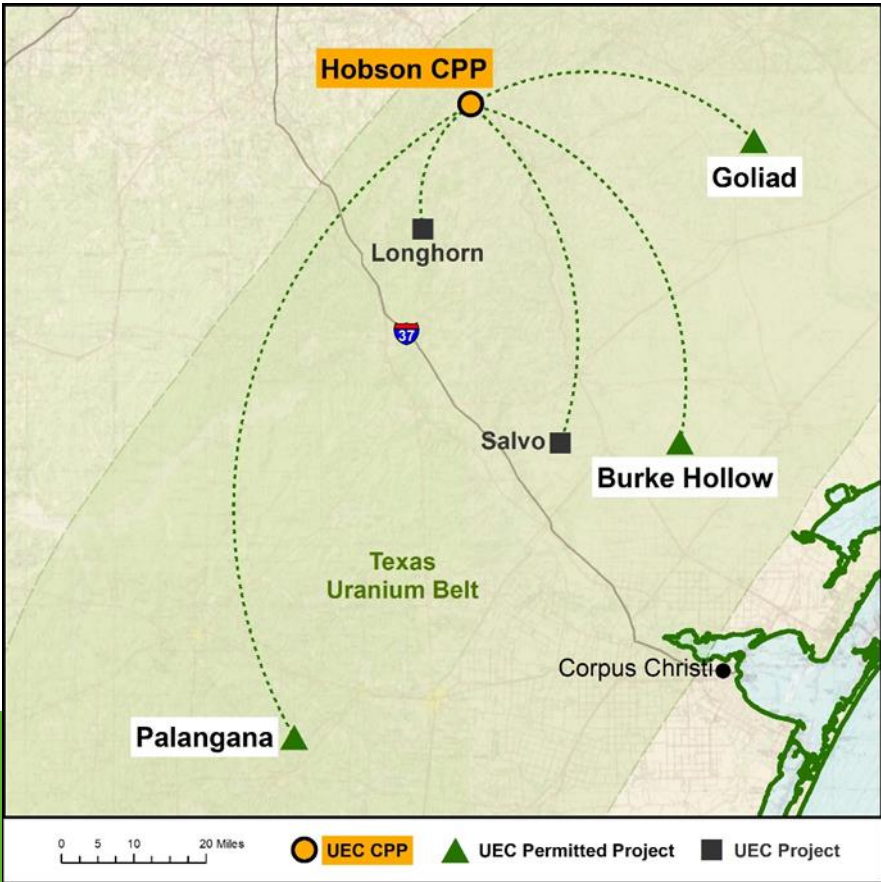 Hobson CPP
Goliad
Longhorn
37
Salvo
Burke Hollow
Texas
Uranium Belt
Corpus Christi
Palangana
0 5 10 20 Miles
UEC CPP
UEC Permitted Project
UEC Project